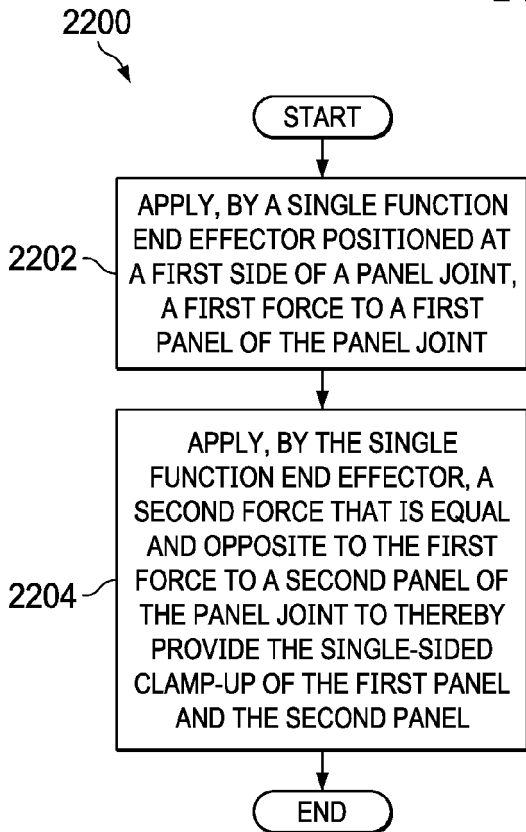 2200
START
APPLY, BY A SINGLE FUNCTION
END EFFECTOR POSITIONED AT
A FIRST SIDE OF A PANEL JOINT,
A FIRST FORCE TO A FIRST
PANEL OF THE PANEL JOINT
2202
APPLY, BY THE SINGLE
FUNCTION END EFFECTOR, A
SECOND FORCE THAT IS EQUAL
AND OPPOSITE TO THE FIRST
FORCE TO A SECOND PANEL OF
THE PANEL JOINT TO THEREBY
PROVIDE THE SINGLE-SIDED
CLAMP-UP OF THE FIRST PANEL
AND THE SECOND PANEL
2204
END